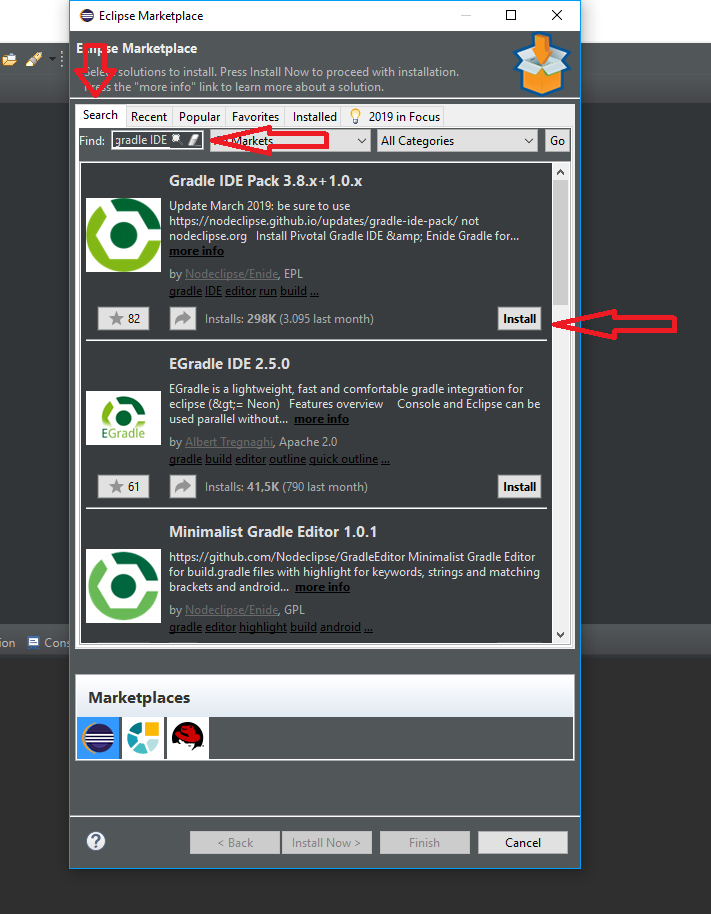 Eclipse Marketplace
Eclipse Marketplace
Select solutions to install. Press Install Now to proceed with installation.
Press the "more info" link to learn more about a solution.
Search Recent Popular Favorites Installed 2019 in Focus
Find: gradle IDE Markets All Categories Go
Gradle IDE Pack 3.8.x+1.0.x
Update March 2019: be sure to use
https://nodeclipse.github.io/updates/gradle-ide-pack/ not
nodeclipse.org Install Pivotal Gradle IDE &amp; Enide Gradle for...
more info
by Nodeclipse/Enide, EPL
gradle IDE editor run build ...
82 Installs: 298K (3.095 last month) Install
EGradle IDE 2.5.0
EGradle is a lightweight, fast and comfortable gradle integration for
eclipse (&gt;= Neon) Features overview Console and Eclipse can be
used parallel without... more info
EGradle
by Albert Tregnaghi, Apache 2.0
gradle build editor outline quick outline ...
61 Installs: 41,5K (790 last month) Install
Minimalist Gradle Editor 1.0.1
https://github.com/Nodeclipse/GradleEditor Minimalist Gradle Editor
for build.gradle files with highlight for keywords, strings and matching
brackets and android... more info
by Nodeclipse/Enide, GPL
gradle editor highlight build android ...
ion Cons
Marketplaces
? < Back Install Now > Finish Cancel